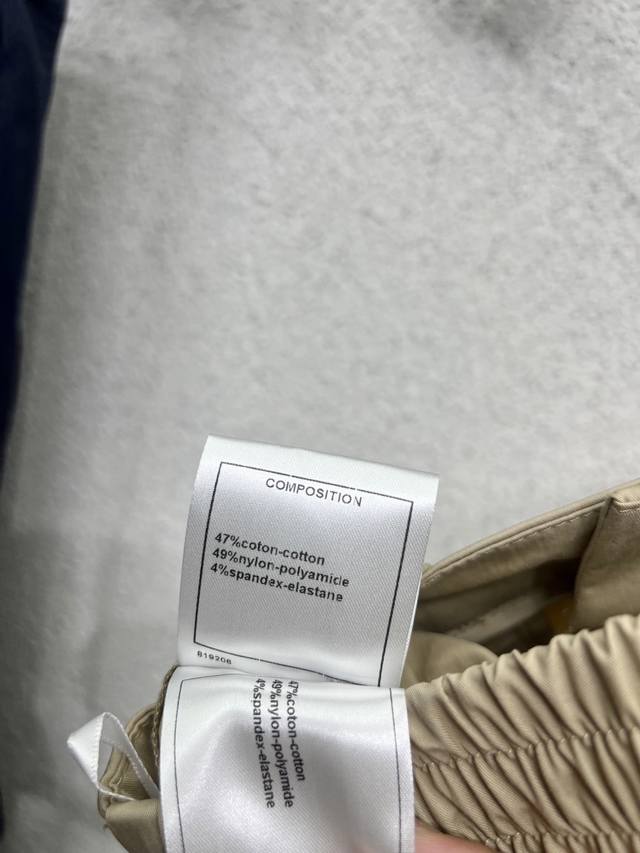 COMPOSITION
47%coton-cotton
49%nylon-polyamide
4%spandex-elastane
819206
47%coton-cotton
49%nylon-polyamide
4%spandex-elastane